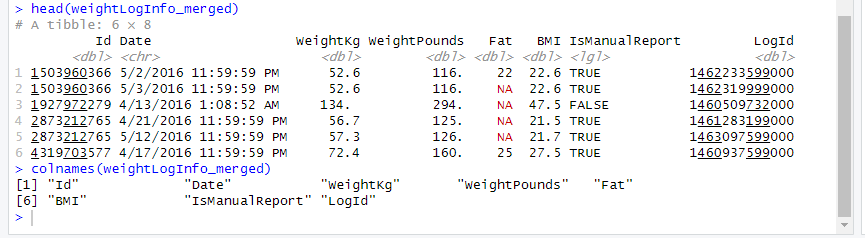 > head(weightLogInfo_merged)
# A tibble: 6 × 8
Id Date WeightKg WeightPounds Fat BMI IsManualReport LogId
<dbl> <chr> <dbl> <dbl> <dbl> <dbl> <lgl> <dbl>
1 1503960366 5/2/2016 11:59:59 PM 52.6 116. 22 22.6 TRUE 1462233599000
2 1503960366 5/3/2016 11:59:59 PM 52.6 116. NA 22.6 TRUE 1462319999000
3 1927972279 4/13/2016 1:08:52 AM 134. 294. NA 47.5 FALSE 1460509732000
4 2873212765 4/21/2016 11:59:59 PM 56.7 125. NA 21.5 TRUE 1461283199000
5 2873212765 5/12/2016 11:59:59 PM 57.3 126. NA 21.7 TRUE 1463097599000
6 4319703577 4/17/2016 11:59:59 PM 72.4 160. 25 27.5 TRUE 1460937599000
> colnames(weightLogInfo_merged)
[1] "Id" "Date" "WeightKg" "WeightPounds" "Fat"
[6] "BMI" "IsManualReport" "LogId"
>